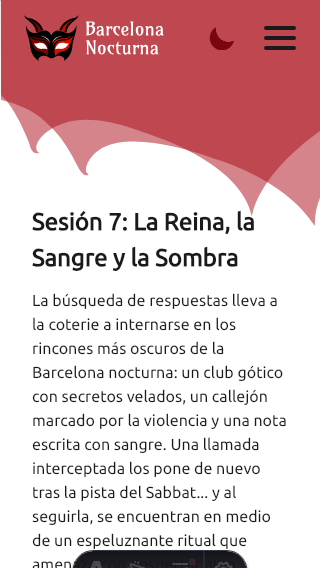 Barcelona
Nocturna
Sesión 7: La Reina, la
Sangre y la Sombra
La búsqueda de respuestas lleva a
la coterie a internarse en los
rincones más oscuros de la
Barcelona nocturna: un club gótico
con secretos velados, un callejón
marcado por la violencia y una nota
escrita con sangre. Una llamada
interceptada los pone de nuevo
tras la pista del Sabbat... y al
seguirla, se encuentran en medio
de un espeluznante ritual que